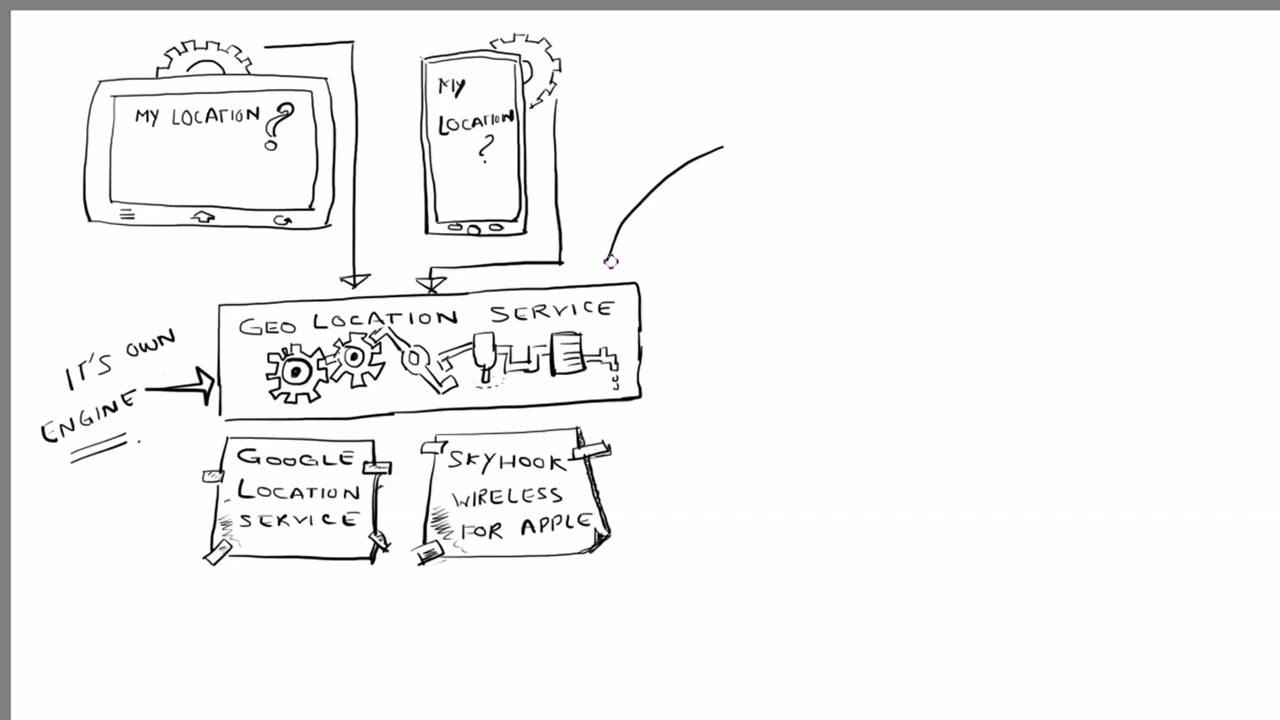 MY LOCATION ?
MY
LOCATION
?
GEO LOCATION SERVICE
IT'S OWN
ENGINE
GOOGLE
LOCATION
SERVICE
SKYHOOK
WIRELESS
FOR APPLE